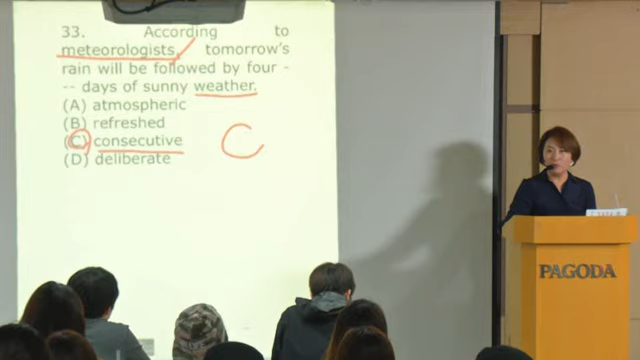 33. According to
meteorologists, tomorrow's
rain will be followed by four -
-- days of sunny weather.
(A) atmospheric
(B) refreshed
(C) consecutive
(D) deliberate
C
PAGODA